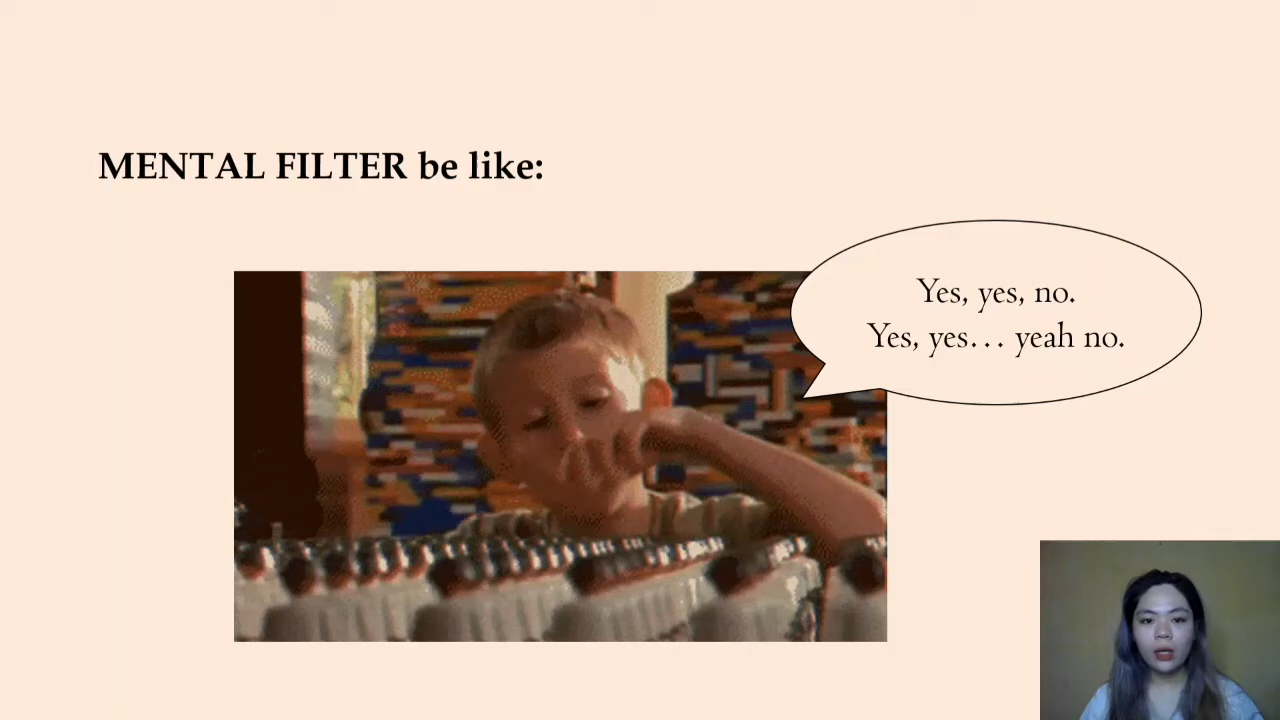 MENTAL FILTER be like:
Yes, yes, no.
Yes, yes… yeah no.